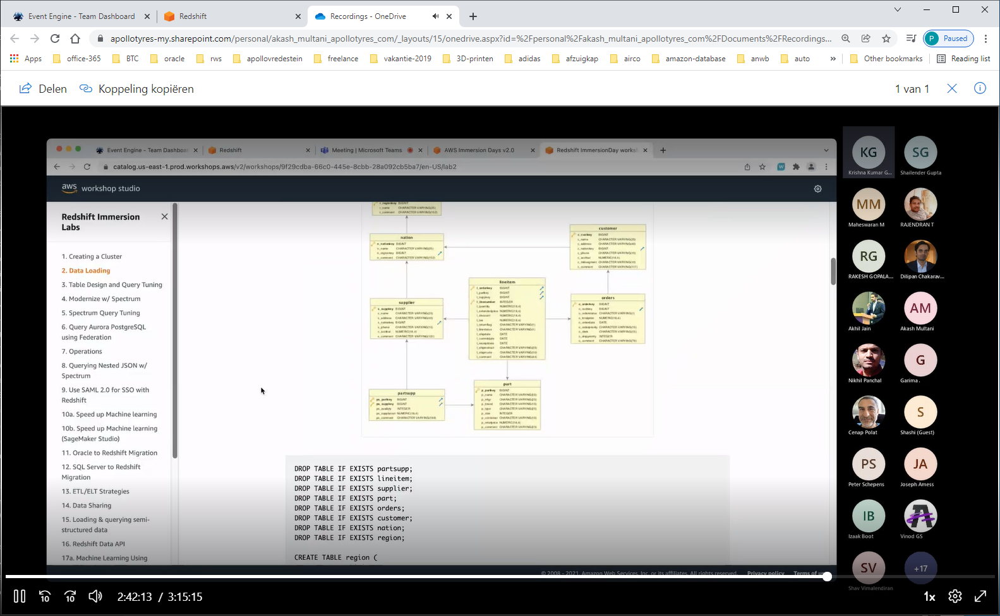 Event Engine - Team Dashboard
Redshift
Recordings - OneDrive
apollotyres-my.sharepoint.com/personal/akash_multani_apollotyres_com/_layouts/15/onedrive.aspx?id=%2Fpersonal%2Fakash_multani_apollotyres_com%2FDocuments%2FRecordings...
P Paused
Apps
office-365
BTC
oracle
rws
apollovredestein
freelance
vakantie-2019
3D-printen
adidas
afzuigkap
airco
amazon-database
anwb
auto
»
Other bookmarks
Reading list
Delen
Koppeling kopiëren
1 van 1
Event Engine - Team Dashboa
Redshift
Meeting | Microsoft Teams
AWS Immersion Days v2.0
Redshift ImmersionDay works
catalog.us-east-1.prod.workshops.aws/v2/workshops/9f29cdba-66c0-445e-8cbb-28a092cb5ba7/en-US/lab2
aws workshop studio
Redshift Immersion
Labs
1. Creating a Cluster
2. Data Loading
3. Table Design and Query Tuning
4. Modernize w/ Spectrum
5. Spectrum Query Tuning
6. Query Aurora PostgreSQL
using Federation
7. Operations
8. Querying Nested JSON w/
Spectrum
9. Use SAML 2.0 for SSO with
Redshift
10a. Speed up Machine learning
10b. Speed up Machine learning
(SageMaker Studio)
11. Oracle to Redshift Migration
12. SQL Server to Redshift
Migration
13. ETL/ELT Strategies
14. Data Sharing
15. Loading & querying semi-
structured data
16. Redshift Data API
17a. Machine Learning Using
nation
customer
lineitem
supplier
orders
partsupp
part
DROP TABLE IF EXISTS partsupp;
DROP TABLE IF EXISTS lineitem;
DROP TABLE IF EXISTS supplier;
DROP TABLE IF EXISTS part;
DROP TABLE IF EXISTS orders;
DROP TABLE IF EXISTS customer;
DROP TABLE IF EXISTS nation;
DROP TABLE IF EXISTS region;
CREATE TABLE region (
© 2008 - 2021, Amazon Web Services, Inc. or its affiliates. All rights reserved.
Privacy policy
Terms of u
KG
Krishna Kumar G...
SG
Shailender Gupta
MM
Maheswaran M
RAJENDRAN T
RG
RAKESH GOPALA...
Dilipan Chakarav...
Akhil Jain
AM
Akash Multani
Nikhil Panchal
G
Garima .
Cenap Polat
S
Shashi (Guest)
PS
Peter Schepens
JA
Joseph Amess
IB
Izaak Boot
Vinod GS
SV
Shav Vimalendiran
+17
10
10
2:42:13 / 3:15:15
1x